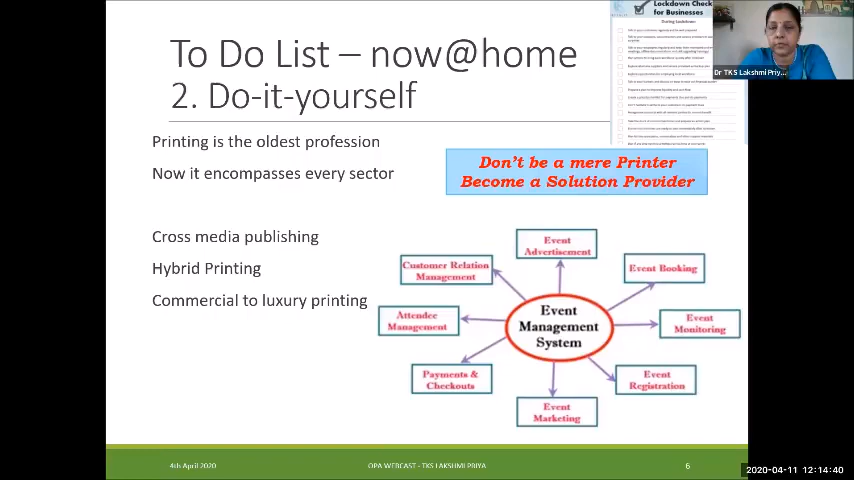 To Do List – now@home
2. Do-it-yourself
Lockdown Check
for Businesses
During Lockdown:
Dr TKS Lakshmi Priy...
Printing is the oldest profession
Now it encompasses every sector
Don't be a mere Printer
Become a Solution Provider
Cross media publishing
Hybrid Printing
Commercial to luxury printing
Event
Advertisement
Customer Relation
Management
Event Booking
Attendee
Management
Event
Management
System
Event
Monitoring
Payments &
Checkouts
Event
Registration
Event
Marketing
4th April 2020
OPA WEBCAST - TKS LAKSHMI PRIYA
6
2020-04-11 12:14:40